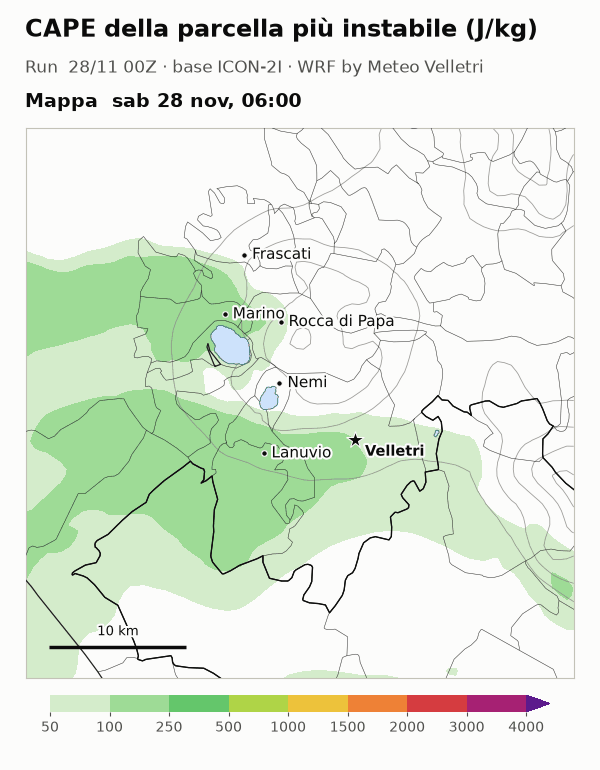 CAPE della parcella più instabile (J/kg)
Run 28/11 00Z · base ICON-2I · WRF by Meteo Velletri
Mappa sab 28 nov, 06:00
Frascati
Marino
Rocca di Papa
Nemi
Velletri
Lanuvio
10 km
50 100 250 500 1000 1500 2000 3000 4000